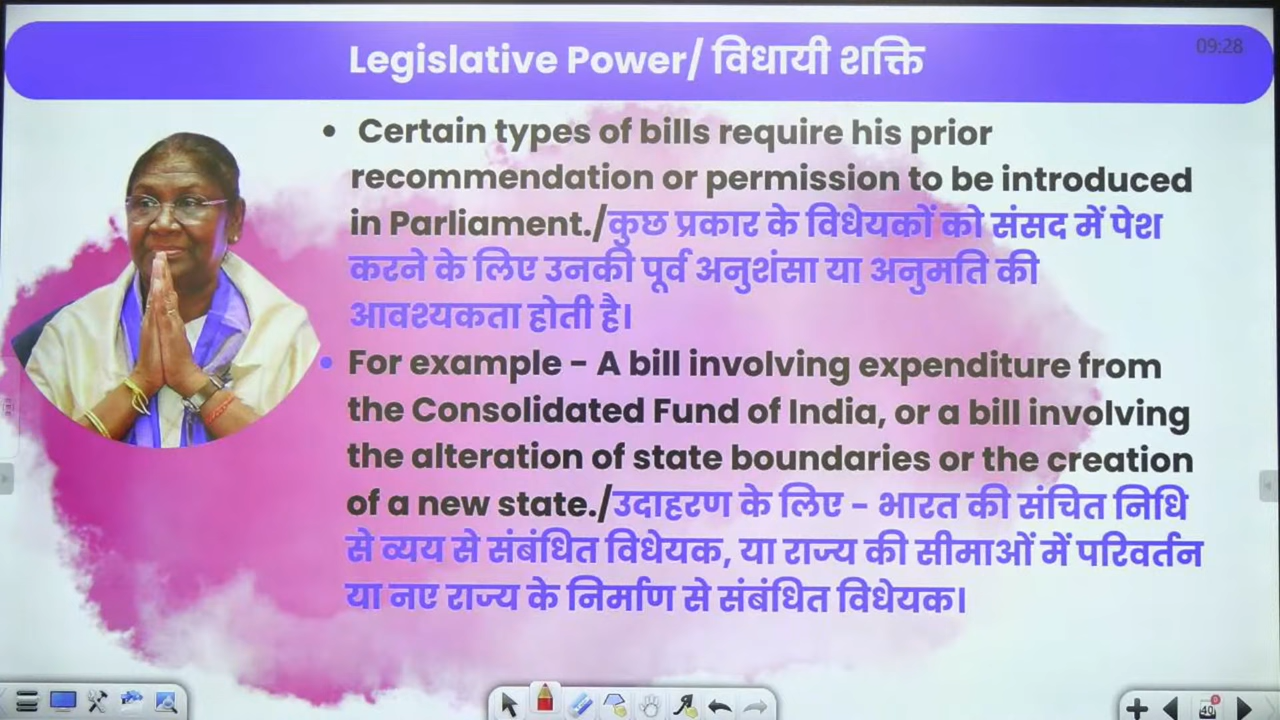 Legislative Power/ विधायी शक्ति
09:28
• Certain types of bills require his prior
recommendation or permission to be introduced
in Parliament./कुछ प्रकार के विधेयकों को संसद में पेश
करने के लिए उनकी पूर्व अनुशंसा या अनुमति की
आवश्यकता होती है।
• For example - A bill involving expenditure from
the Consolidated Fund of India, or a bill involving
the alteration of state boundaries or the creation
of a new state./उदाहरण के लिए - भारत की संचित निधि
से व्यय से संबंधित विधेयक, या राज्य की सीमाओं में परिवर्तन
या नए राज्य के निर्माण से संबंधित विधेयक।
40